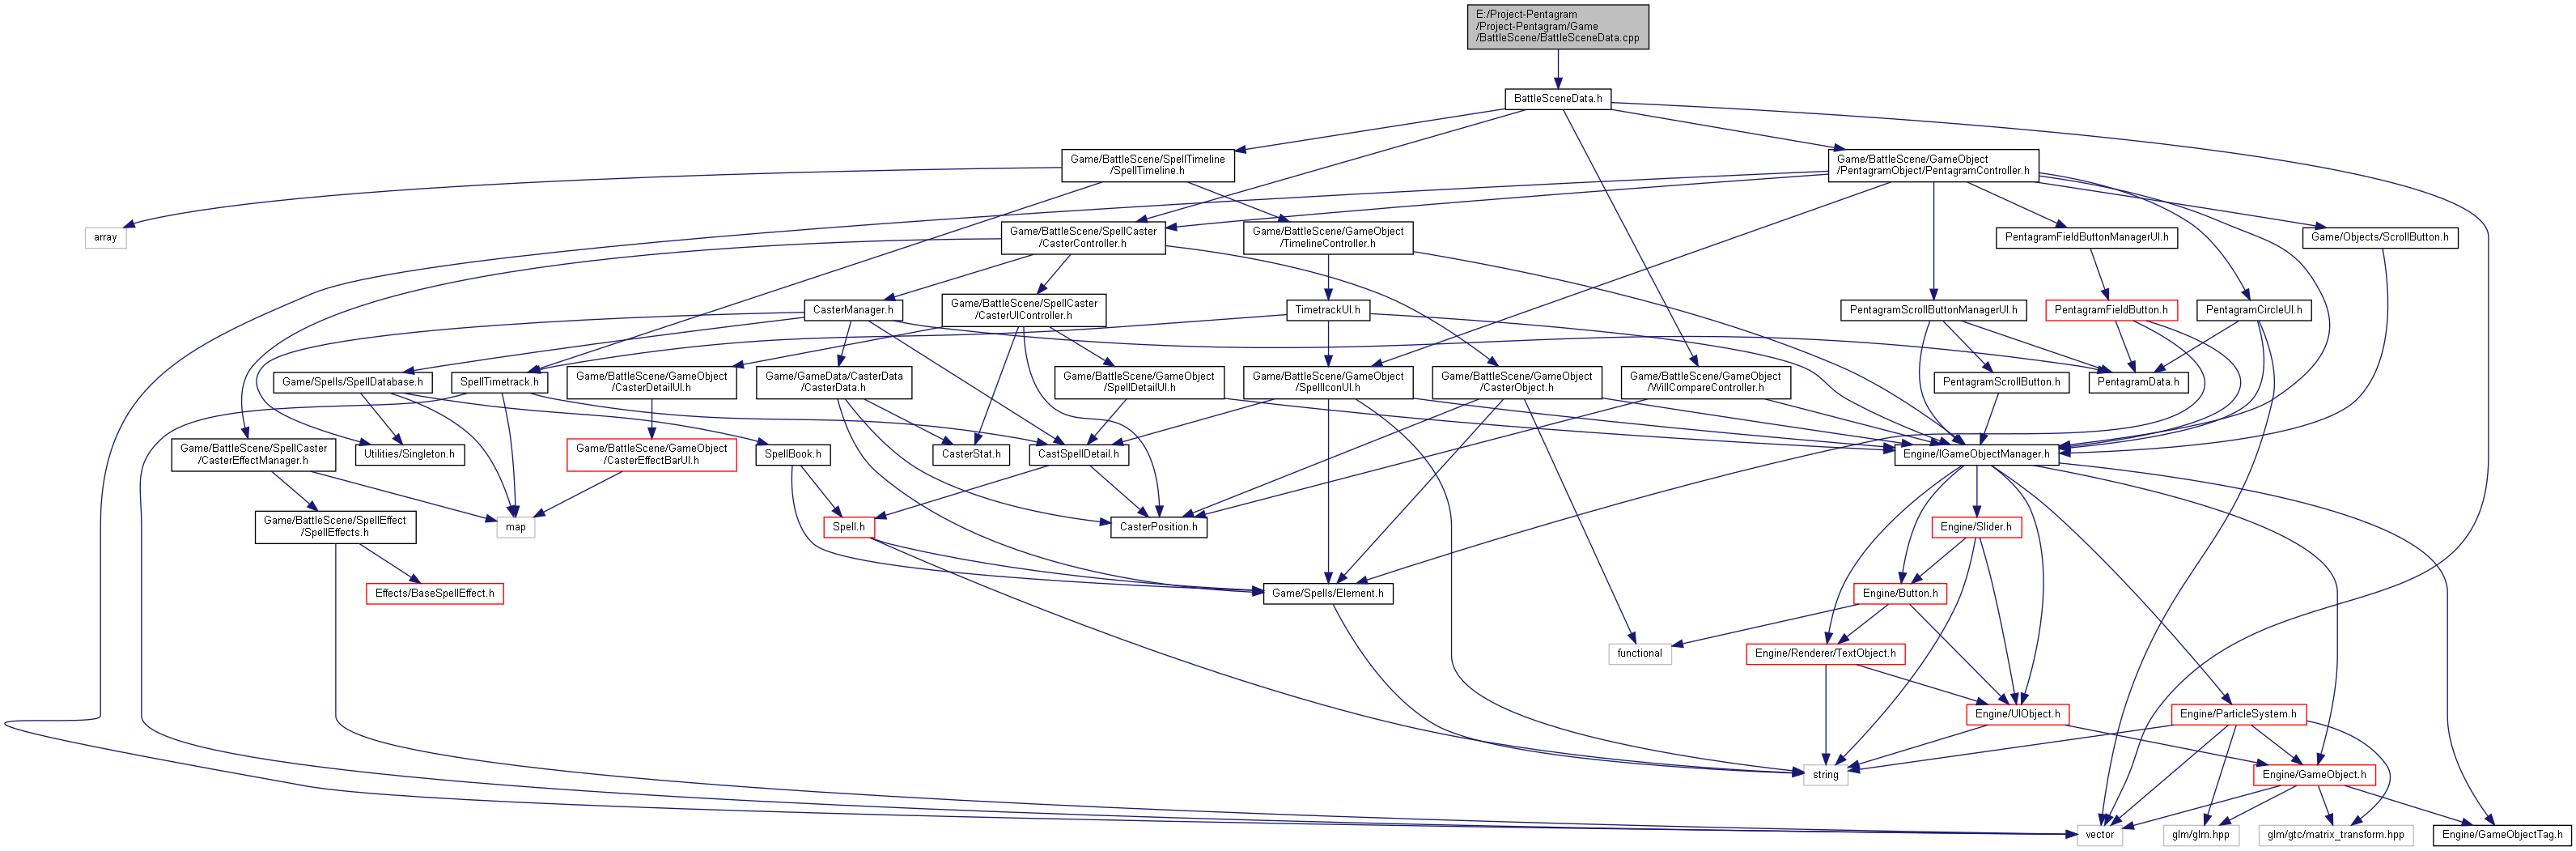 E:/Project-Pentagram
/Project-Pentagram/Game
/BattleScene/BattleSceneData.cpp
BattleSceneData.h
Game/BattleScene/SpellTimeline
/SpellTimeline.h
Game/BattleScene/GameObject
/PentagramObject/PentagramController.h
array
Game/BattleScene/SpellCaster
/CasterController.h
Game/BattleScene/GameObject
/TimelineController.h
PentagramFieldButtonManagerUI.h
Game/Objects/ScrollButton.h
CasterManager.h
Game/BattleScene/SpellCaster
/CasterUIController.h
TimetrackUI.h
PentagramScrollButtonManagerUI.h
PentagramFieldButton.h
PentagramCircleUI.h
Game/Spells/SpellDatabase.h
SpellTimetrack.h
Game/BattleScene/GameObject
/CasterDetailUI.h
Game/GameData/CasterData
/CasterData.h
Game/BattleScene/GameObject
/SpellDetailUI.h
Game/BattleScene/GameObject
/SpellIconUI.h
Game/BattleScene/GameObject
/CasterObject.h
Game/BattleScene/GameObject
/WillCompareController.h
PentagramScrollButton.h
PentagramData.h
Game/BattleScene/SpellCaster
/CasterEffectManager.h
Utilities/Singleton.h
Game/BattleScene/GameObject
/CasterEffectBarUI.h
SpellBook.h
CasterStat.h
CastSpellDetail.h
Engine/IGameObjectManager.h
Game/BattleScene/SpellEffect
/SpellEffects.h
map
Spell.h
CasterPosition.h
Engine/Slider.h
Effects/BaseSpellEffect.h
Game/Spells/Element.h
Engine/Button.h
functional
Engine/Renderer/TextObject.h
Engine/UIObject.h
Engine/ParticleSystem.h
string
Engine/GameObject.h
vector
glm/glm.hpp
glm/gtc/matrix_transform.hpp
Engine/GameObjectTag.h